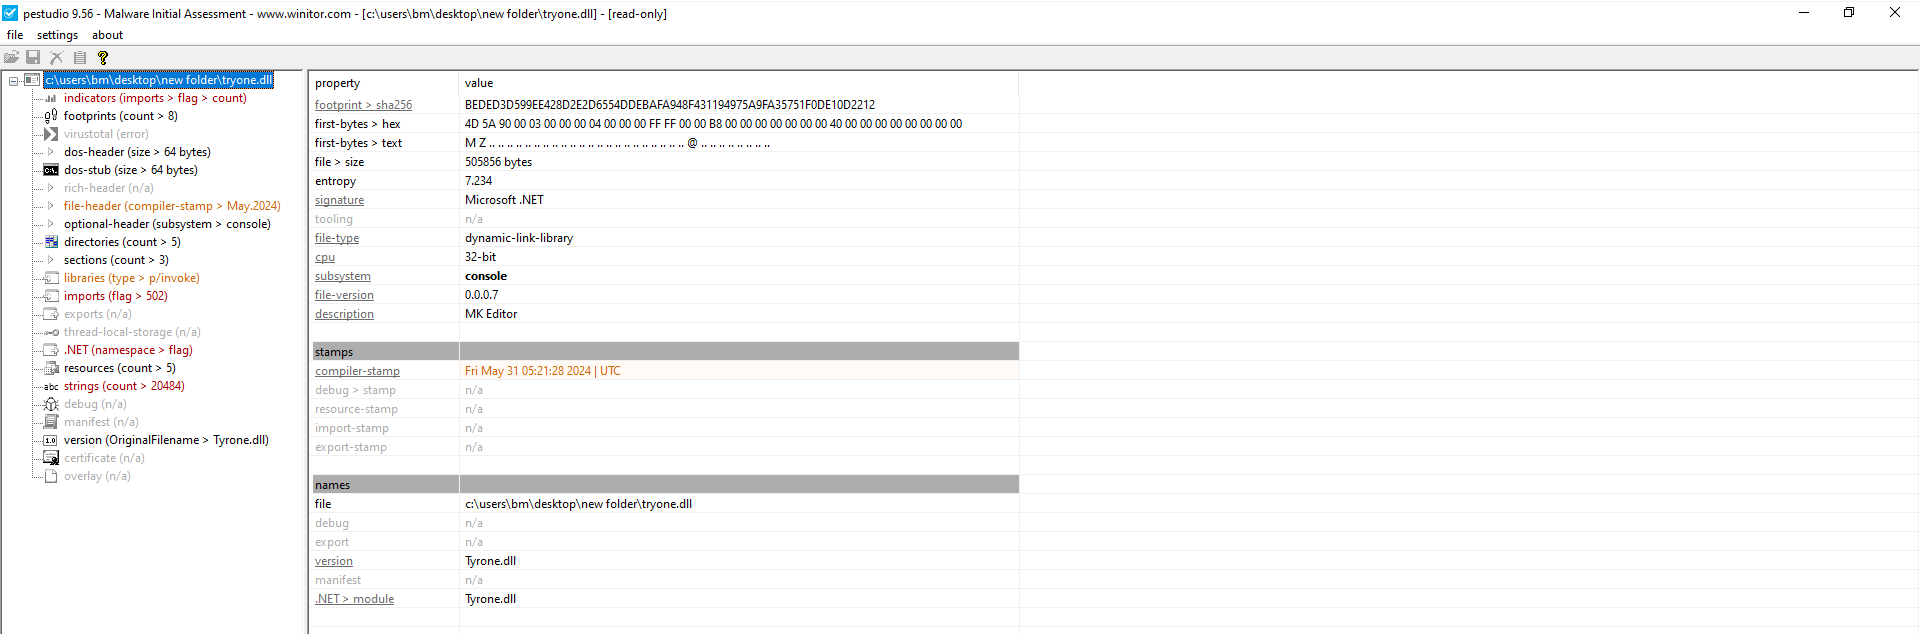 pestudio 9.56 - Malware Initial Assessment - www.winitor.com - [c:\users\bm\desktop\new folder\tryone.dll] - [read-only]
file settings about
c:\users\bm\desktop\new folder\tryone.dll
indicators (imports > flag > count)
footprints (count > 8)
virustotal (error)
dos-header (size > 64 bytes)
dos-stub (size > 64 bytes)
rich-header (n/a)
file-header (compiler-stamp > May.2024)
optional-header (subsystem > console)
directories (count > 5)
sections (count > 3)
libraries (type > p/invoke)
imports (flag > 502)
exports (n/a)
thread-local-storage (n/a)
.NET (namespace > flag)
resources (count > 5)
abc strings (count > 20484)
debug (n/a)
manifest (n/a)
1.0 version (OriginalFilename > Tyrone.dll)
certificate (n/a)
overlay (n/a)
property value
footprint > sha256 BEDED3D599EE428D2E2D6554DDEBAFA948F431194975A9FA35751F0DE10D2212
first-bytes > hex 4D 5A 90 00 03 00 00 00 04 00 00 00 FF FF 00 00 B8 00 00 00 00 00 00 00 40 00 00 00 00 00 00 00 00
first-bytes > text M Z .. .. .. .. .. .. .. .. .. .. .. .. .. .. .. .. .. .. .. .. .. .. @ .. .. .. .. .. .. .. ..
file > size 505856 bytes
entropy 7.234
signature Microsoft .NET
tooling n/a
file-type dynamic-link-library
cpu 32-bit
subsystem console
file-version 0.0.0.7
description MK Editor
stamps
compiler-stamp Fri May 31 05:21:28 2024 | UTC
debug > stamp n/a
resource-stamp n/a
import-stamp n/a
export-stamp n/a
names
file c:\users\bm\desktop\new folder\tryone.dll
debug n/a
export n/a
version Tyrone.dll
manifest n/a
.NET > module Tyrone.dll